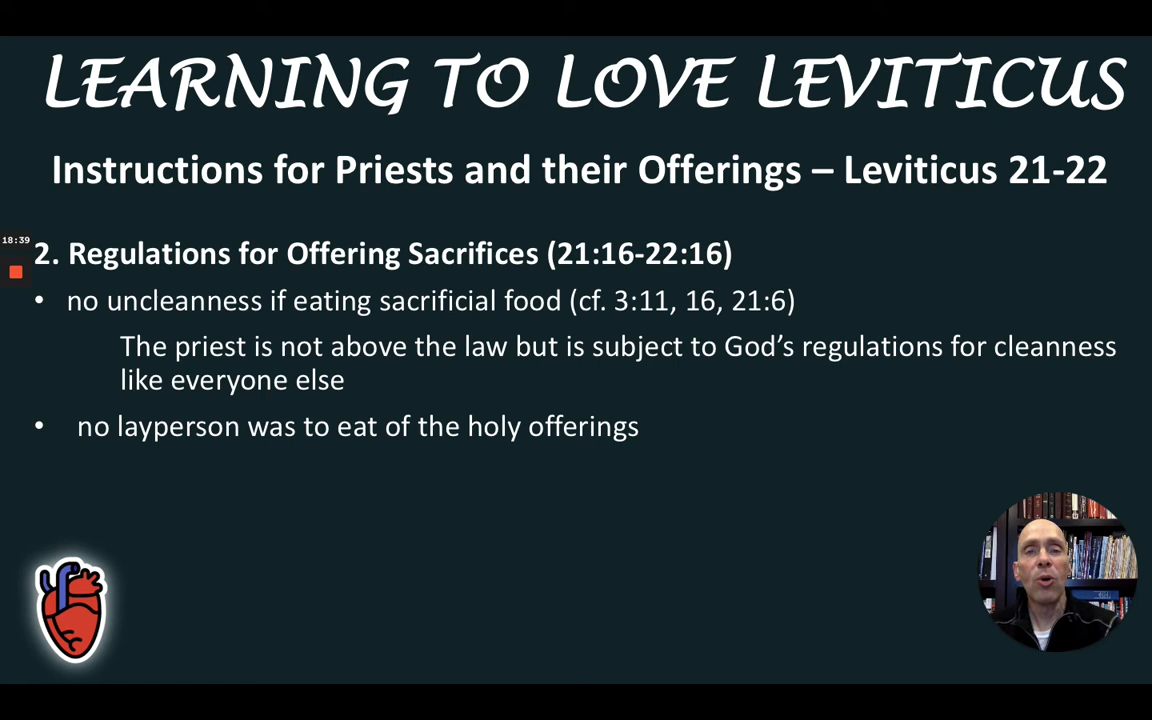 LEARNING TO LOVE LEVITICUS
Instructions for Priests and their Offerings – Leviticus 21-22
18:39
2. Regulations for Offering Sacrifices (21:16-22:16)
• no uncleanness if eating sacrificial food (cf. 3:11, 16, 21:6)
The priest is not above the law but is subject to God’s regulations for cleanness
like everyone else
• no layperson was to eat of the holy offerings